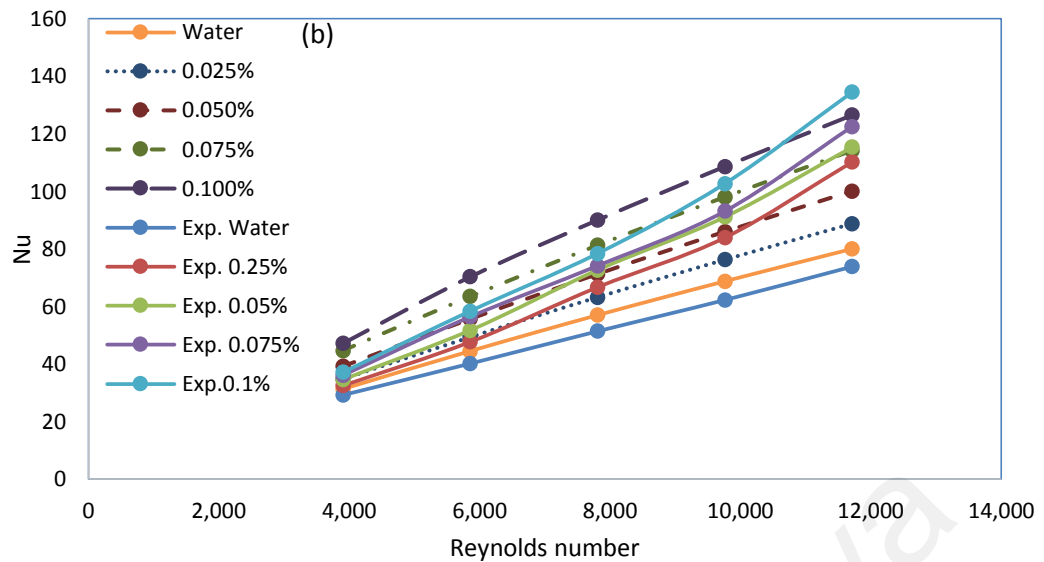 160
140
120
100
80
60
40
20
0
Nu
(b)
Water
0.025%
0.050%
0.075%
0.100%
Exp. Water
Exp. 0.25%
Exp. 0.05%
Exp. 0.075%
Exp.0.1%
0 2,000 4,000 6,000 8,000 10,000 12,000 14,000
Reynolds number